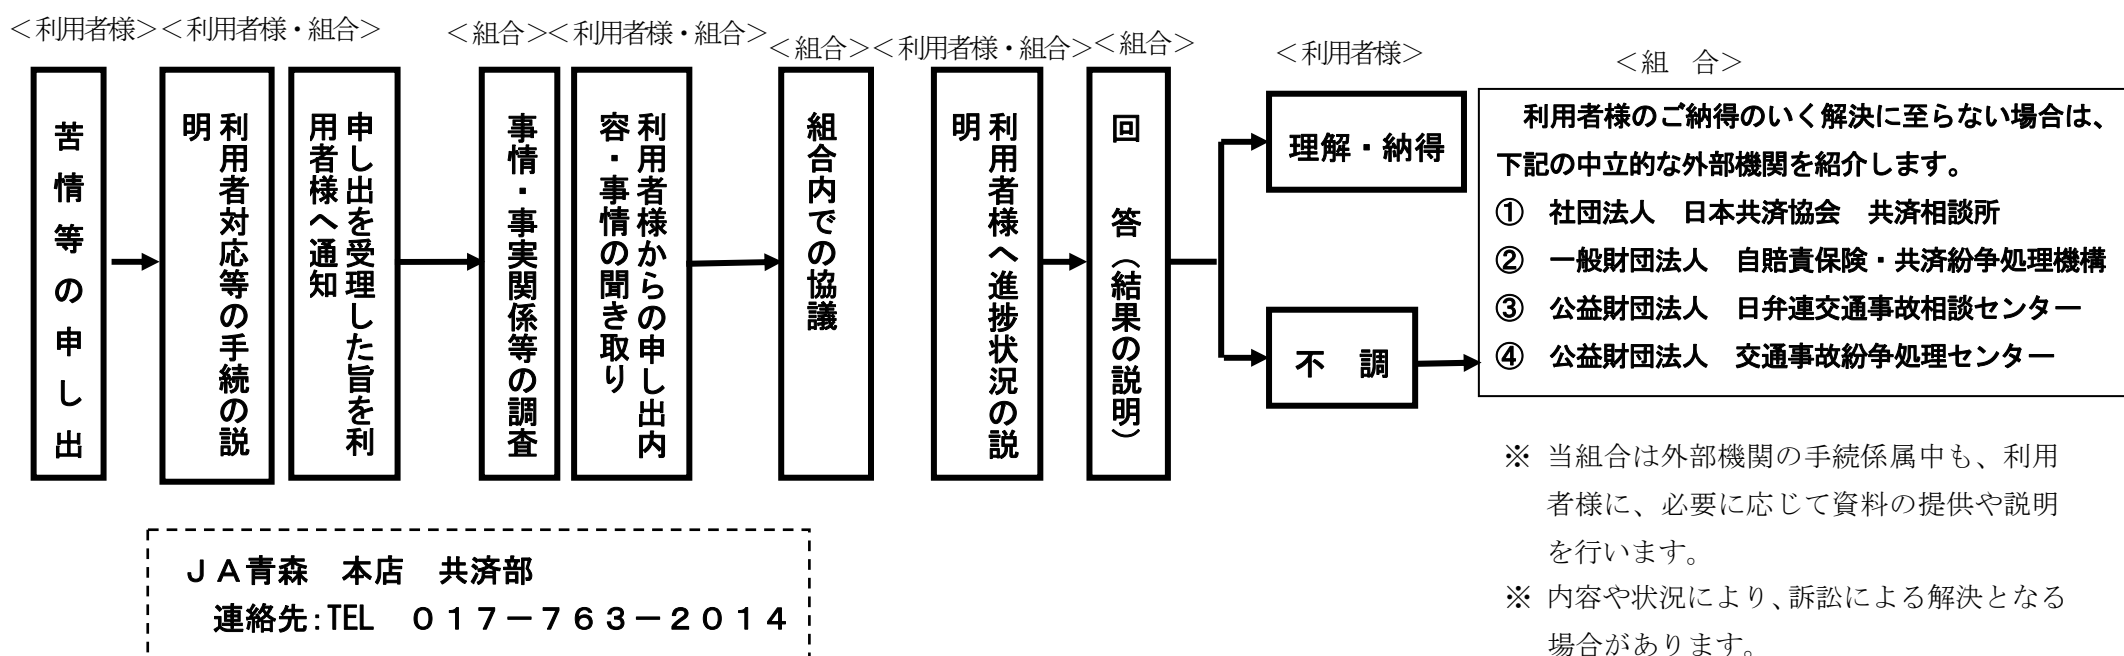 ＜利用者様＞＜利用者様・組合＞
＜組合＞＜利用者様・組合＞
＜組合＞＜利用者様・組合＞＜組合＞
＜利用者様＞
＜組　合＞
苦情等の申し出
利用者対応等の手続の説
明
申し出を受理した旨を利
用者様へ通知
事情・事実関係等の調査
利用者様からの申し出内
容・事情の聞き取り
組合内での協議
利用者様へ進捗状況の説
明
回　答（結果の説明）
理解・納得
不　調
利用者様のご納得のいく解決に至らない場合は、
下記の中立的な外部機関を紹介します。
①　社団法人　日本共済協会　共済相談所
②　一般財団法人　自賠責保険・共済紛争処理機構
③　公益財団法人　日弁連交通事故相談センター
④　公益財団法人　交通事故紛争処理センター
※ 当組合は外部機関の手続係属中も、利用
者様に、必要に応じて資料の提供や説明
を行います。
※ 内容や状況により、訴訟による解決となる
場合があります。
ＪＡ青森　本店　共済部
連絡先：TEL　０１７－７６３－２０１４